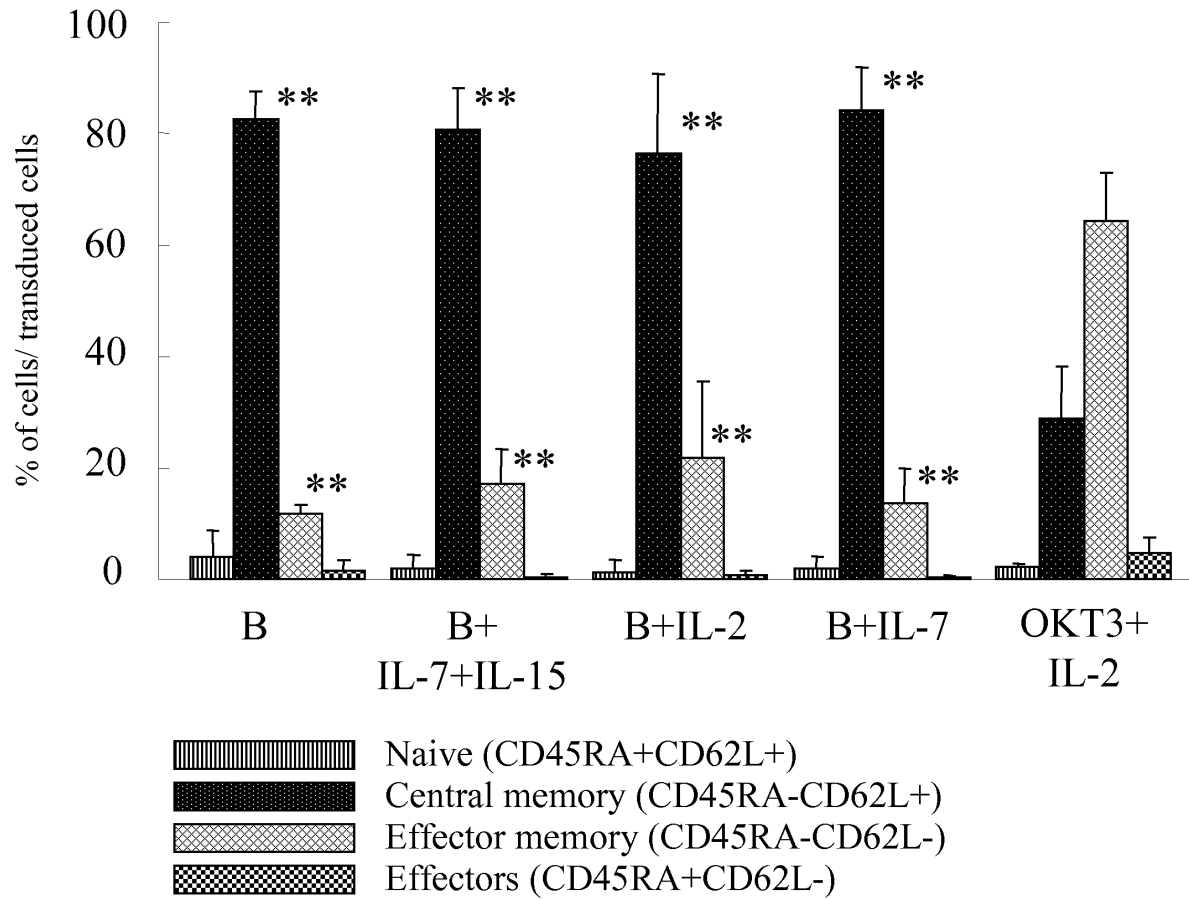 100
80
60
40
20
0
% of cells/ transduced cells
** ** ** **
** ** ** **
B B+ B+IL-2 B+IL-7 OKT3+
IL-7+IL-15 IL-2
Naive (CD45RA+CD62L+)
Central memory (CD45RA-CD62L+)
Effector memory (CD45RA-CD62L-)
Effectors (CD45RA+CD62L-)